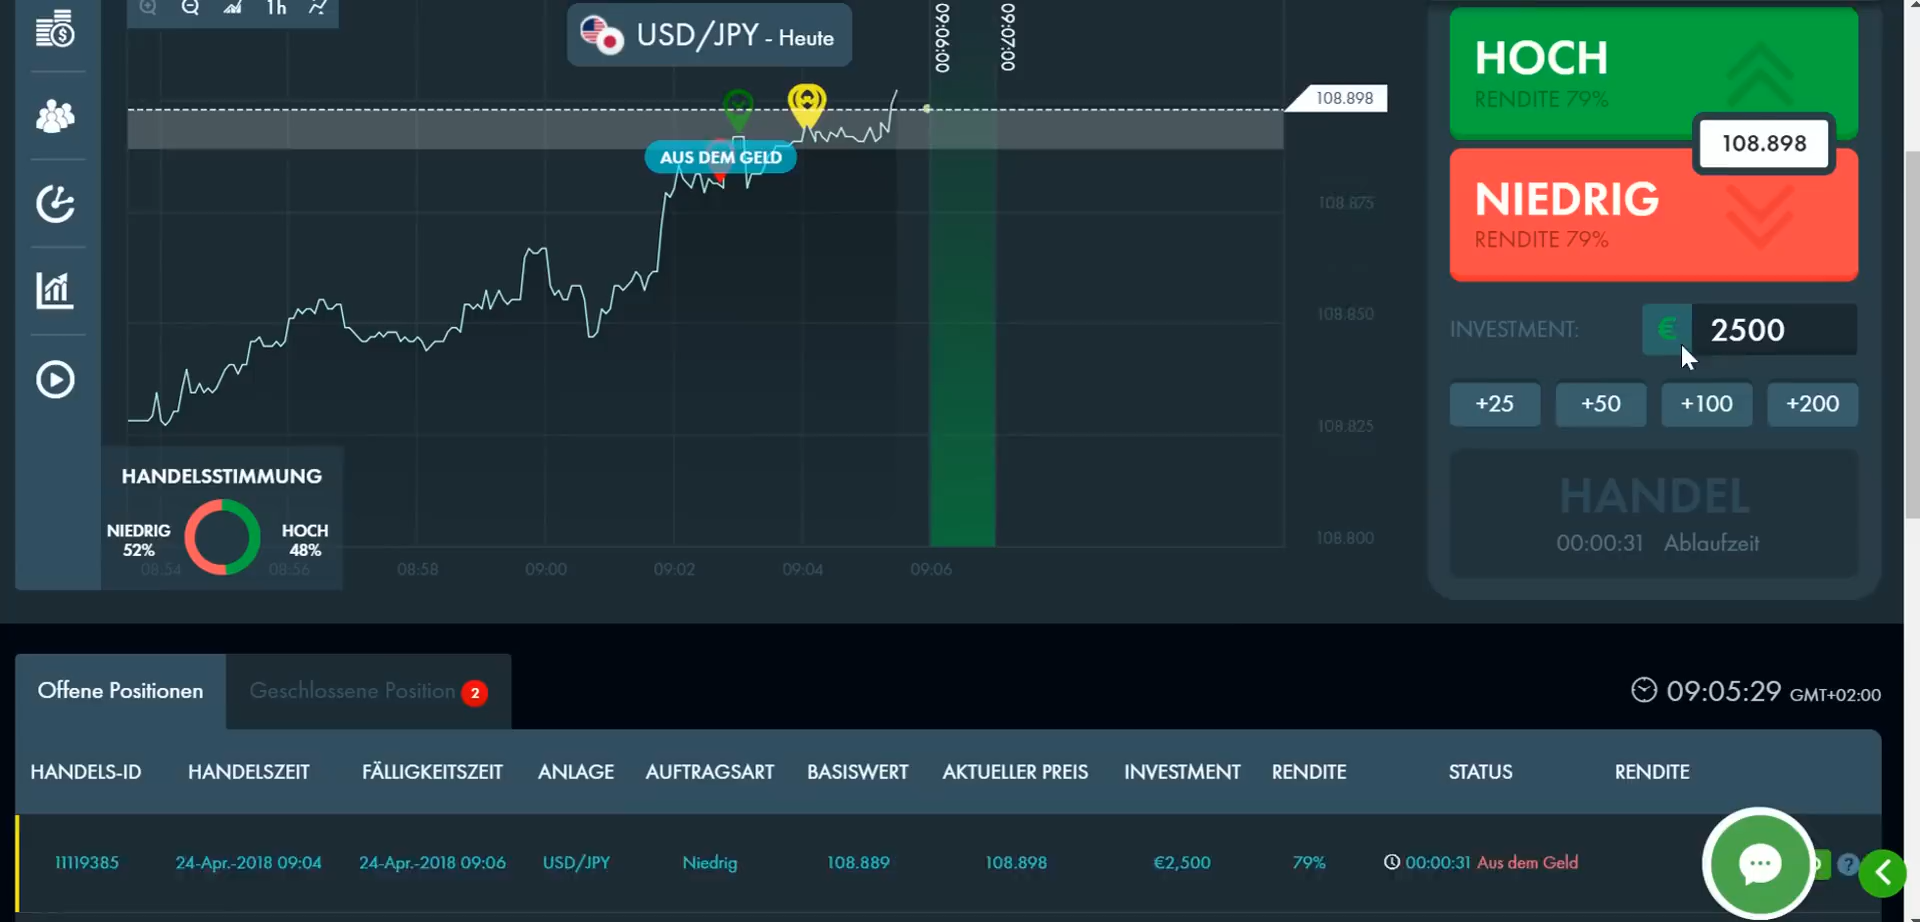 1h
USD/JPY - Heute
09:06:00
09:07:00
108.898
AUS DEM GELD
108.875
108.850
108.825
108.800
HANDELSSTIMMUNG
NIEDRIG
52%
HOCH
48%
08:54
08:56
08:58
09:00
09:02
09:04
09:06
HOCH
RENDITE 79%
108.898
NIEDRIG
RENDITE 79%
INVESTMENT:
€ 2500
+25 +50 +100 +200
HANDEL
00:00:31 Ablaufzeit
Offene Positionen
Geschlossene Position 2
09:05:29 GMT+02:00
HANDELS-ID HANDELSZEIT FÄLLIGKEITSZEIT ANLAGE AUFTRAGSART BASISWERT AKTUELLER PREIS INVESTMENT RENDITE STATUS RENDITE
11119385 24-Apr.-2018 09:04 24-Apr.-2018 09:06 USD/JPY Niedrig 108.889 108.898 €2,500 79% 00:00:31 Aus dem Geld
?